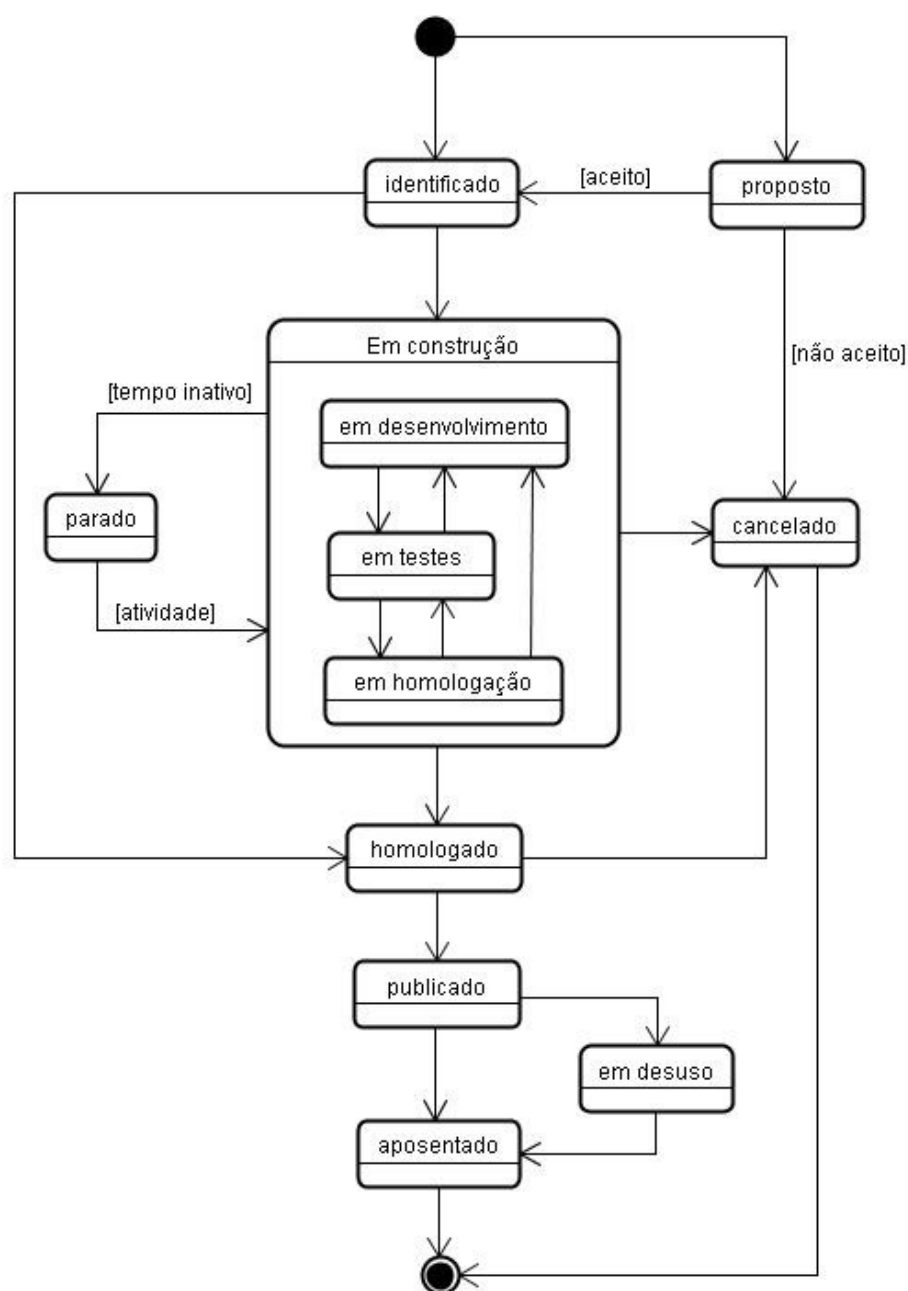 identificado
[aceito]
proposto
Em construção
[não aceito]
[tempo inativo]
em desenvolvimento
parado
em testes
cancelado
[atividade]
em homologação
homologado
publicado
em desuso
aposentado